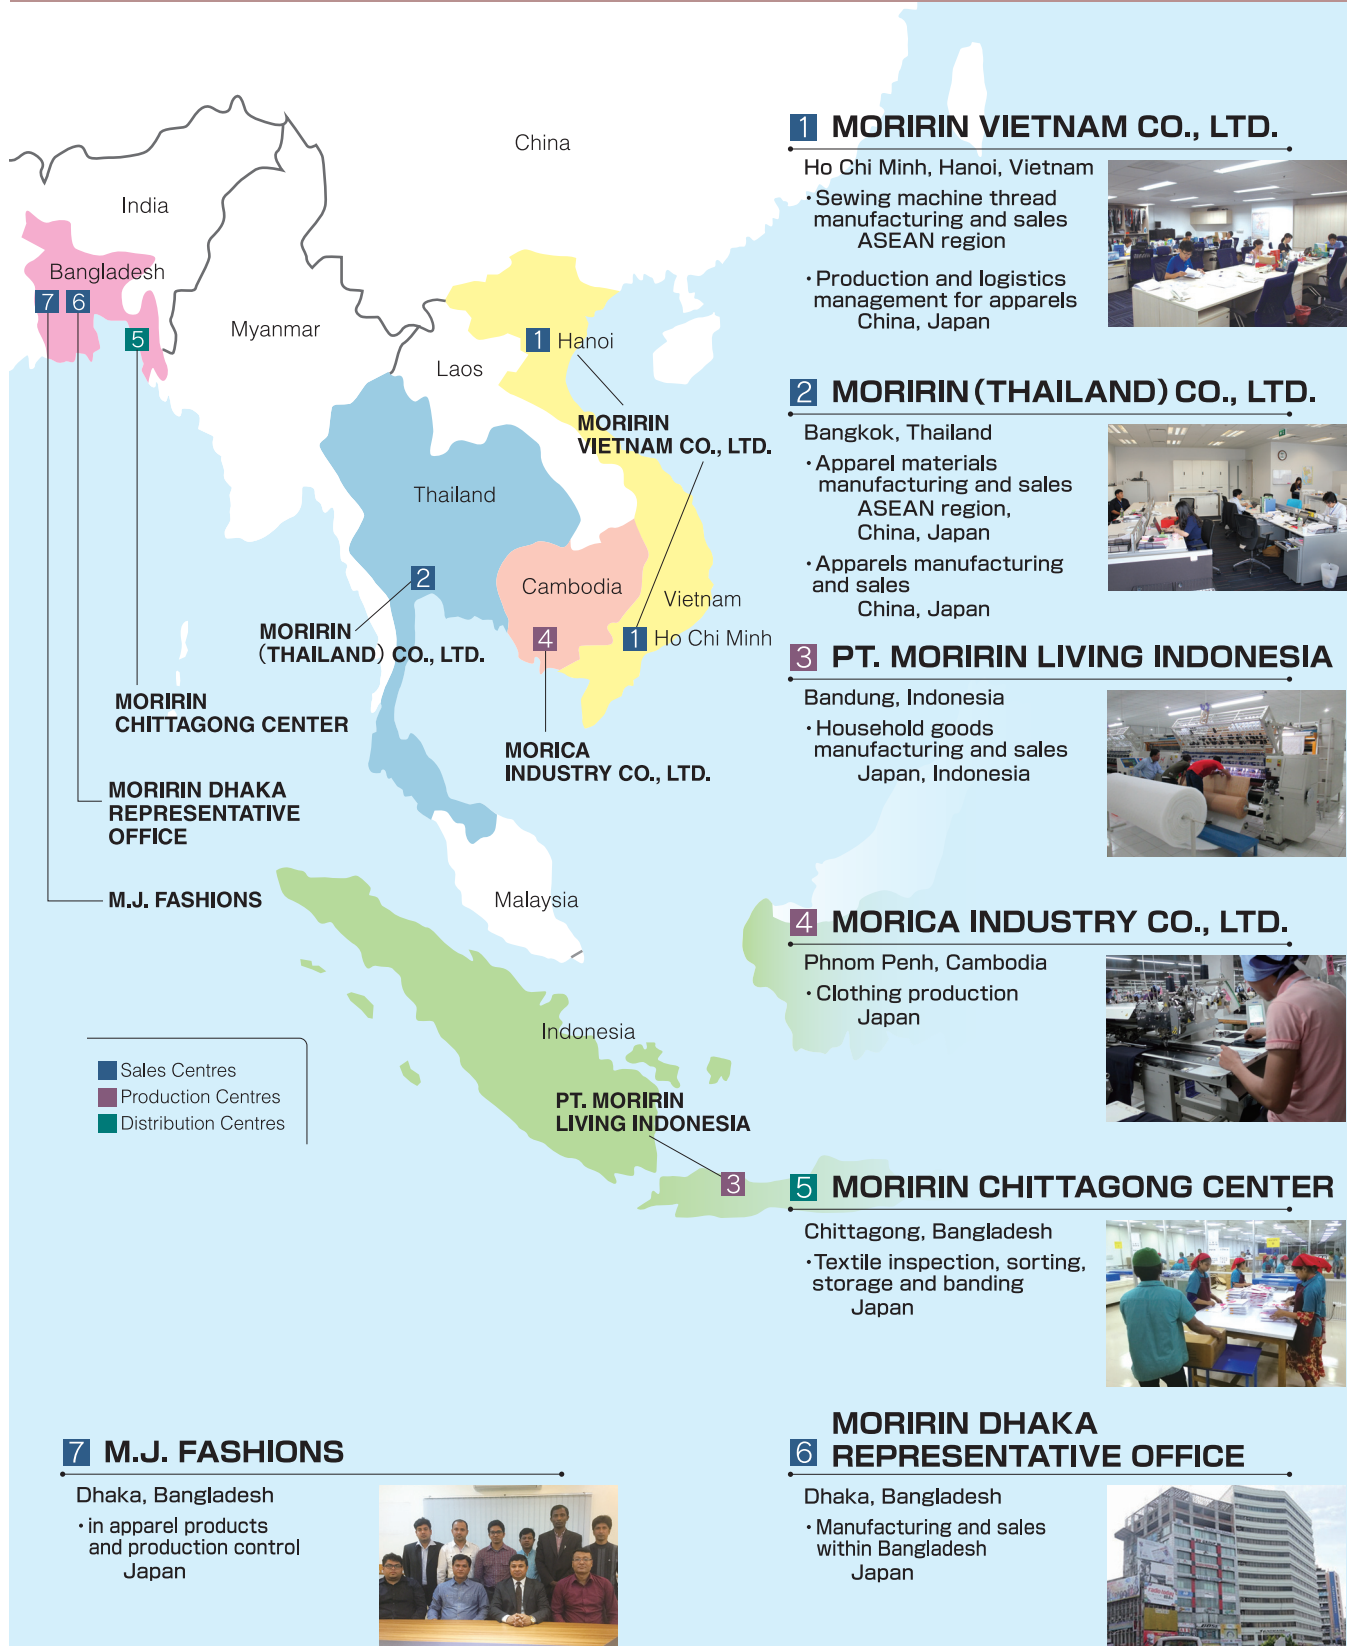 China
India
Bangladesh
7 6
5
Myanmar
1 Hanoi
Laos
MORIRIN
VIETNAM CO., LTD.
Thailand
2
Cambodia
Vietnam
4
1 Ho Chi Minh
MORIRIN
(THAILAND) CO., LTD.
MORIRIN
CHITTAGONG CENTER
MORICA
INDUSTRY CO., LTD.
MORIRIN DHAKA
REPRESENTATIVE
OFFICE
M.J. FASHIONS
Malaysia
Indonesia
Sales Centres
Production Centres
Distribution Centres
PT. MORIRIN
LIVING INDONESIA
3
1 MORIRIN VIETNAM CO., LTD.
Ho Chi Minh, Hanoi, Vietnam
・Sewing machine thread
manufacturing and sales
ASEAN region
・Production and logistics
management for apparels
China, Japan
2 MORIRIN (THAILAND) CO., LTD.
Bangkok, Thailand
・Apparel materials
manufacturing and sales
ASEAN region,
China, Japan
・Apparels manufacturing
and sales
China, Japan
3 PT. MORIRIN LIVING INDONESIA
Bandung, Indonesia
・Household goods
manufacturing and sales
Japan, Indonesia
4 MORICA INDUSTRY CO., LTD.
Phnom Penh, Cambodia
・Clothing production
Japan
5 MORIRIN CHITTAGONG CENTER
Chittagong, Bangladesh
・Textile inspection, sorting,
storage and banding
Japan
6 MORIRIN DHAKA
REPRESENTATIVE OFFICE
Dhaka, Bangladesh
・Manufacturing and sales
within Bangladesh
Japan
7 M.J. FASHIONS
Dhaka, Bangladesh
・in apparel products
and production control
Japan